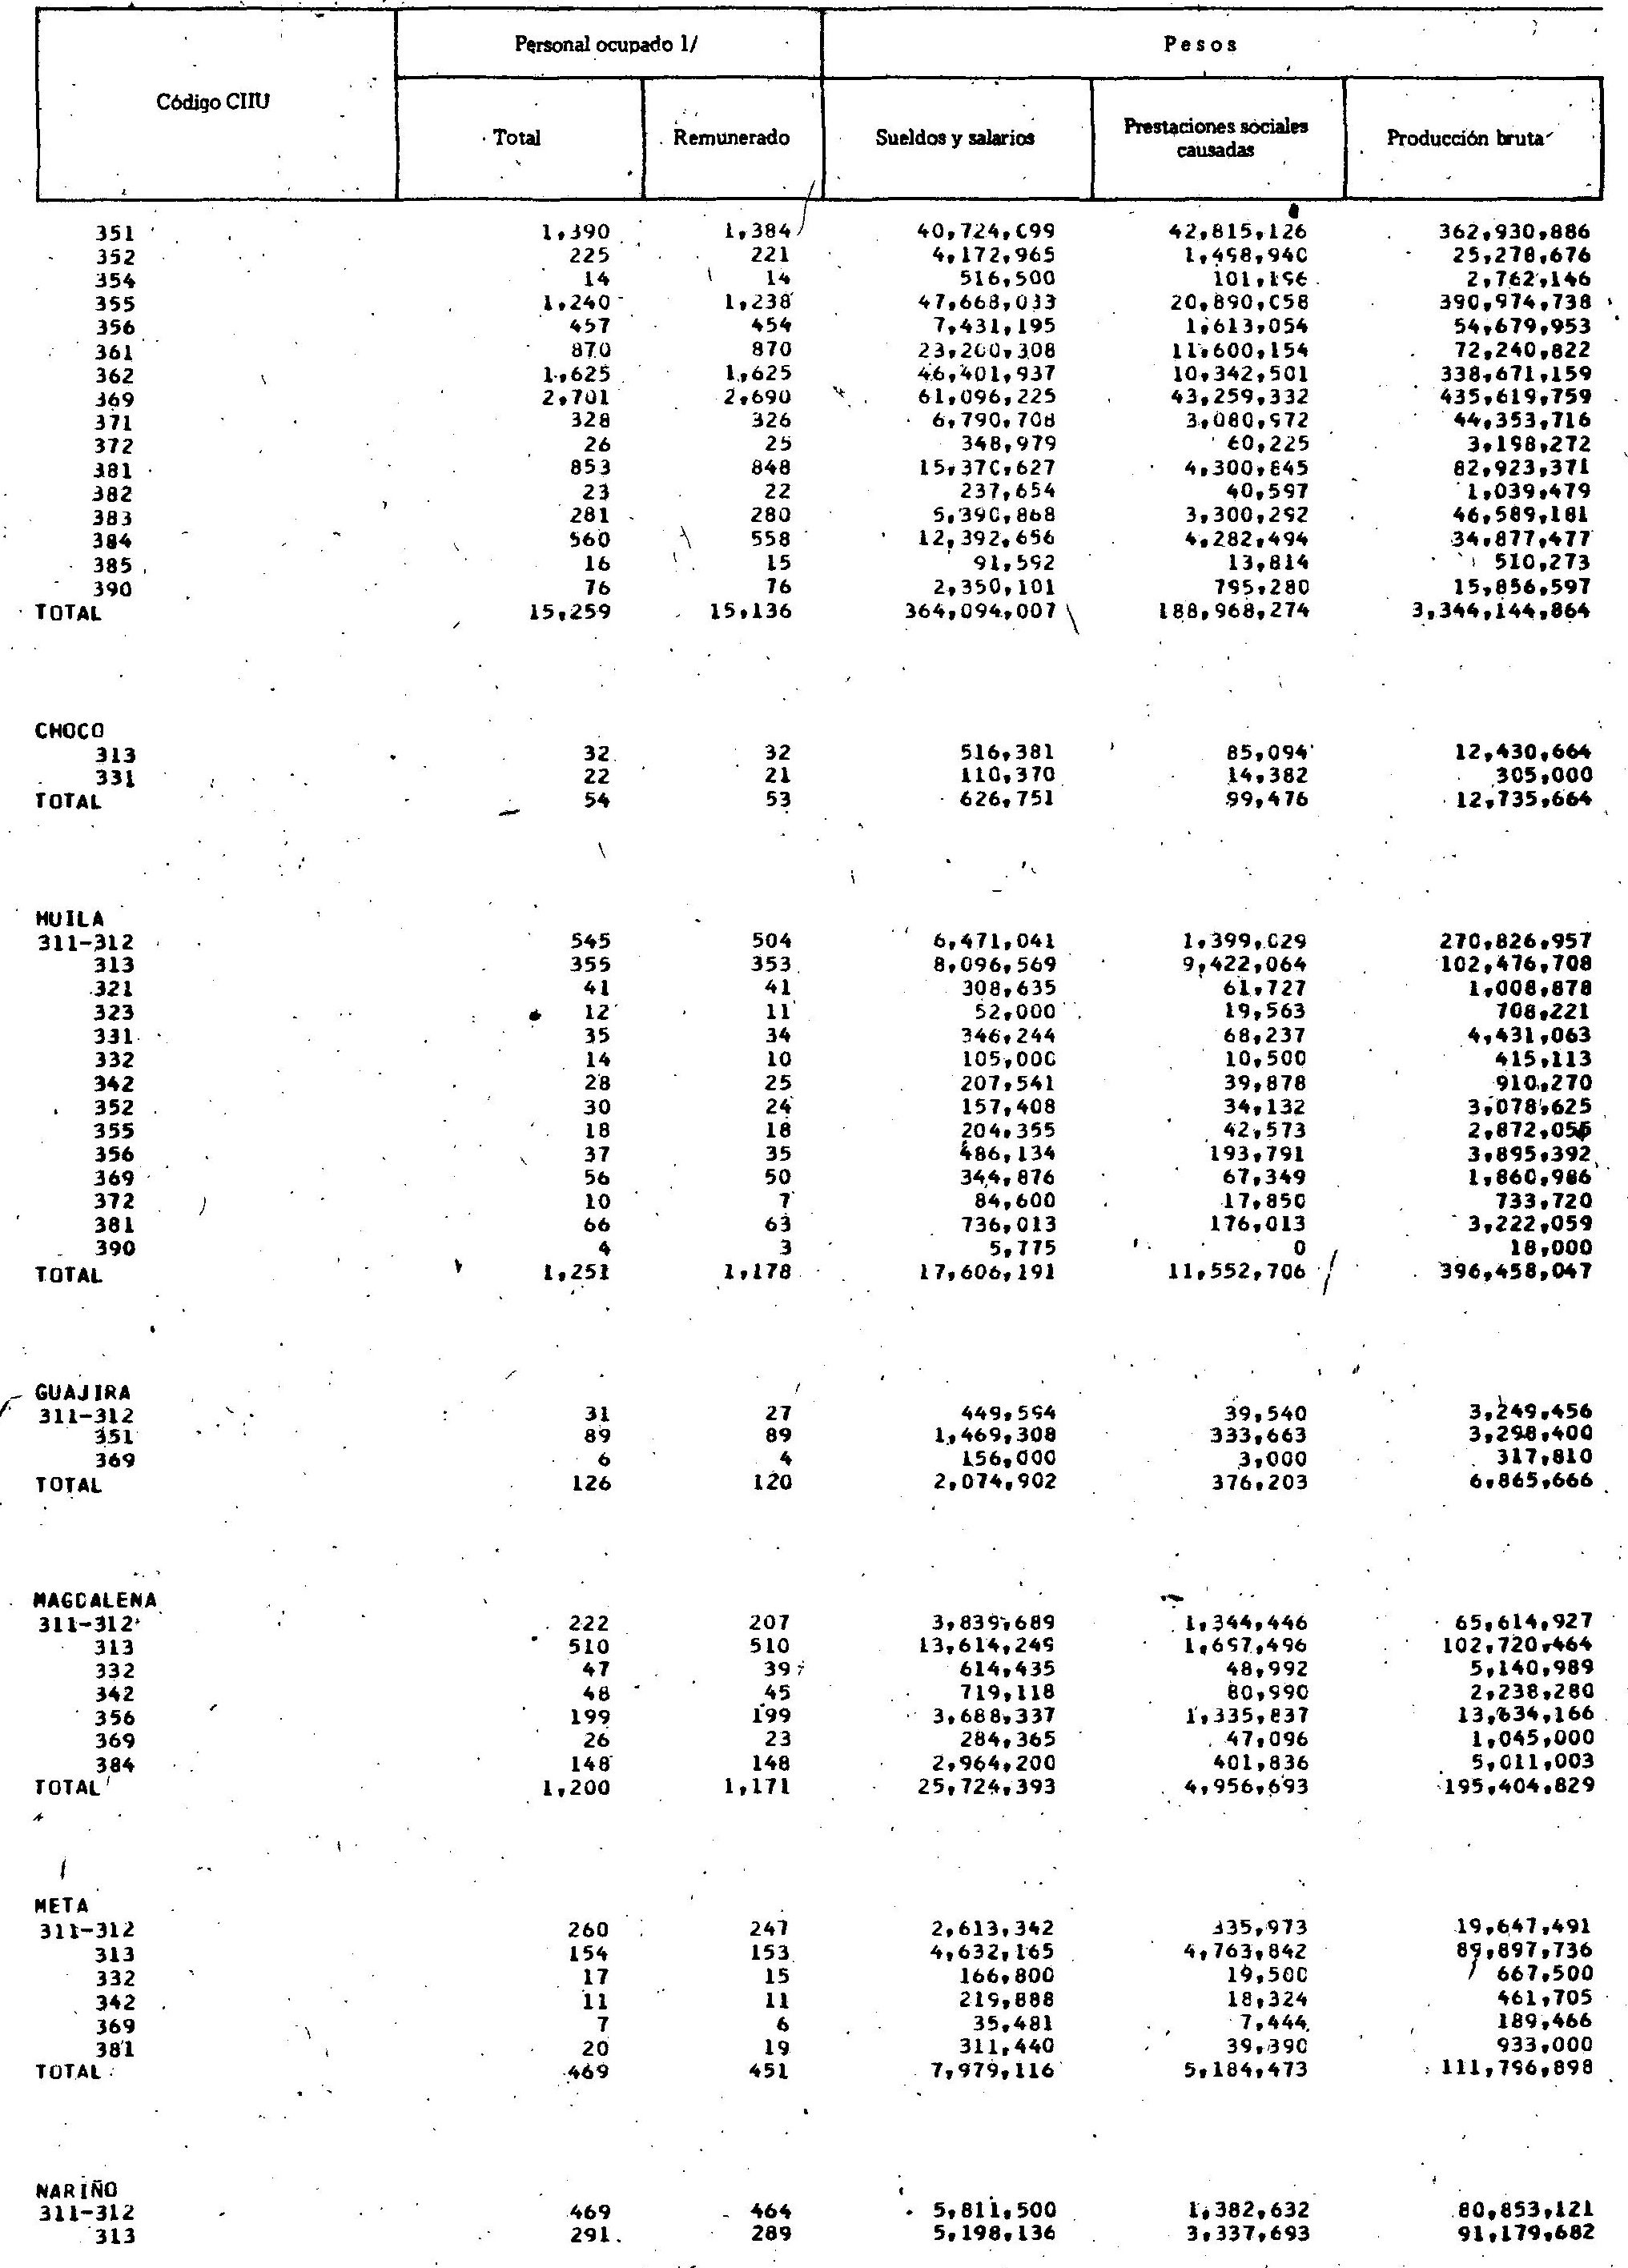 Código CIIU Personal ocupado 1/ Pesos
Total Remunerado Sueldos y salarios Prestaciones sociales causadas Producción bruta
351 1,390 1,384 40,724,099 42,815,126 362,930,886
352 225 221 4,172,965 1,458,940 25,278,676
354 14 14 516,500 101,156 2,762,146
355 1,240 1,238 47,668,033 20,890,058 390,974,738
356 457 454 7,431,195 1,613,054 54,679,953
361 870 870 23,200,308 11,600,154 72,240,822
362 1,625 1,625 46,401,937 10,342,501 338,671,159
369 2,701 2,690 61,096,225 43,259,332 435,619,759
371 328 326 6,790,708 3,080,972 44,353,716
372 26 25 348,979 60,225 3,198,272
381 853 848 15,370,627 4,300,845 82,923,371
382 23 22 237,654 40,597 1,039,479
383 281 280 5,390,868 3,300,292 46,589,181
384 560 558 12,392,656 4,282,494 34,877,477
385 16 15 91,592 13,814 510,273
390 76 76 2,350,101 795,280 15,856,597
TOTAL 15,259 15,136 364,094,007 188,968,274 3,344,144,864
CHOCO
313 32 32 516,381 85,094 12,430,664
331 22 21 110,370 14,382 305,000
TOTAL 54 53 626,751 99,476 12,735,664
HUILA
311-312 545 504 6,471,041 1,399,029 270,826,957
313 355 353 8,096,569 9,422,064 102,476,708
321 41 41 308,635 61,727 1,008,878
323 12 11 52,000 19,563 708,221
331 35 34 346,244 68,237 4,431,063
332 14 10 105,000 10,500 415,113
342 28 25 207,541 39,878 910,270
352 30 24 157,408 34,132 3,078,625
355 18 18 204,355 42,573 2,872,055
356 37 35 486,134 193,791 3,895,392
369 56 50 344,876 67,349 1,860,986
372 10 7 84,600 17,850 733,720
381 66 63 736,013 176,013 3,222,059
390 4 3 5,775 0 18,000
TOTAL 1,251 1,178 17,606,191 11,552,706 396,458,047
GUAJIRA
311-312 31 27 449,594 39,540 3,249,456
351 89 89 1,469,308 333,663 3,298,400
369 6 4 156,000 3,000 317,810
TOTAL 126 120 2,074,902 376,203 6,865,666
MAGDALENA
311-312 222 207 3,839,689 1,344,446 65,614,927
313 510 510 13,614,249 1,697,496 102,720,464
332 47 39 614,435 48,992 5,140,989
342 48 45 719,118 80,990 2,238,280
356 199 199 3,688,337 1,335,837 13,634,166
369 26 23 284,365 47,096 1,045,000
384 148 148 2,964,200 401,836 5,011,003
TOTAL 1,200 1,171 25,724,393 4,956,693 195,404,829
META
311-312 260 247 2,613,342 335,973 19,647,491
313 154 153 4,632,165 4,763,842 89,897,736
332 17 15 166,800 19,500 667,500
342 11 11 219,888 18,324 461,705
369 7 6 35,481 7,444 189,466
381 20 19 311,440 39,390 933,000
TOTAL 469 451 7,979,116 5,184,473 111,796,898
NARIÑO
311-312 469 464 5,811,500 1,382,632 80,853,121
313 291 289 5,198,136 3,337,693 91,179,682